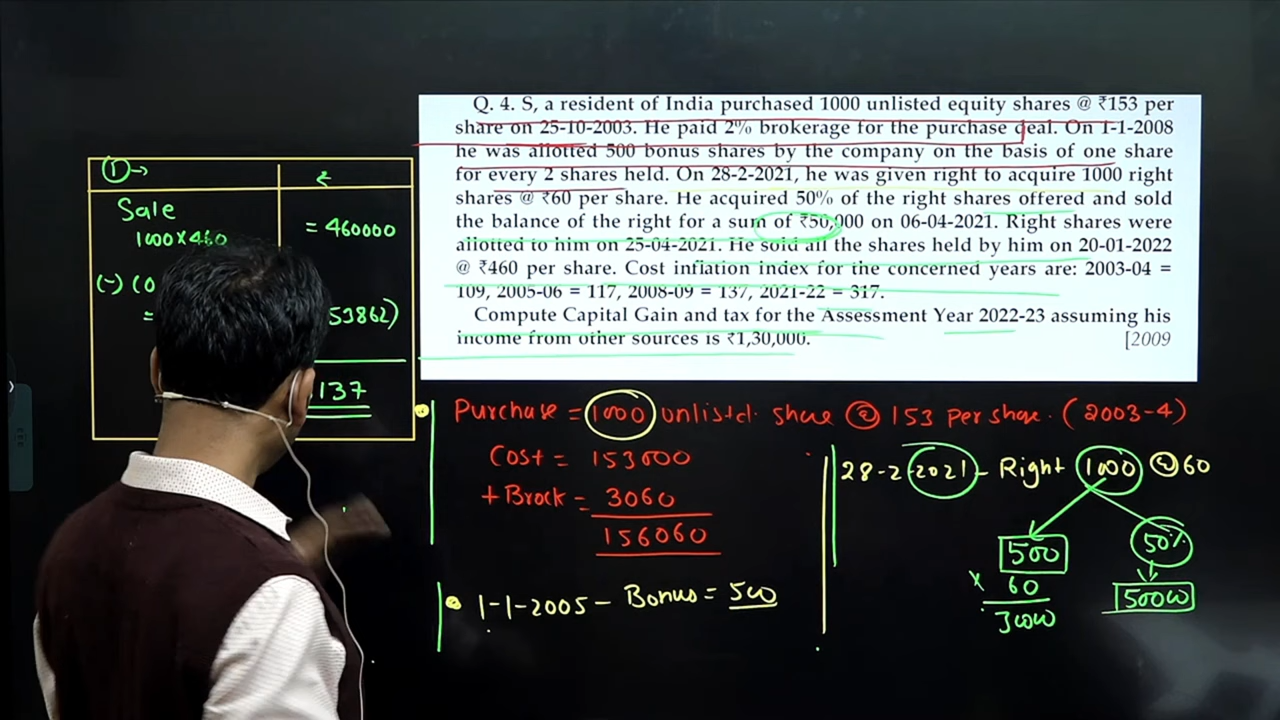 Q. 4. S, a resident of India purchased 1000 unlisted equity shares @ ₹153 per
share on 25-10-2003. He paid 2% brokerage for the purchase deal. On 1-1-2008
he was allotted 500 bonus shares by the company on the basis of one share
for every 2 shares held. On 28-2-2021, he was given right to acquire 1000 right
shares @ ₹60 per share. He acquired 50% of the right shares offered and sold
the balance of the right for a sum of ₹50,000 on 06-04-2021. Right shares were
allotted to him on 25-04-2021. He sold all the shares held by him on 20-01-2022
@ ₹460 per share. Cost inflation index for the concerned years are: 2003-04 =
109, 2005-06 = 117, 2008-09 = 137, 2021-22 = 317.
Compute Capital Gain and tax for the Assessment Year 2022-23 assuming his
income from other sources is ₹1,30,000.
[2009
① → ₹
Sale
1000 × 460 = 460000
(-) (0
= 53862)
137
Purchase = 1000 unlistd. share @ 153 per share. (2003-4)
Cost = 153000
+ Brock = 3060
156060
1-1-2005 - Bonus = 500
28-2-2021 - Right 1000 @ 60
500 50%
× 60 50000
30000